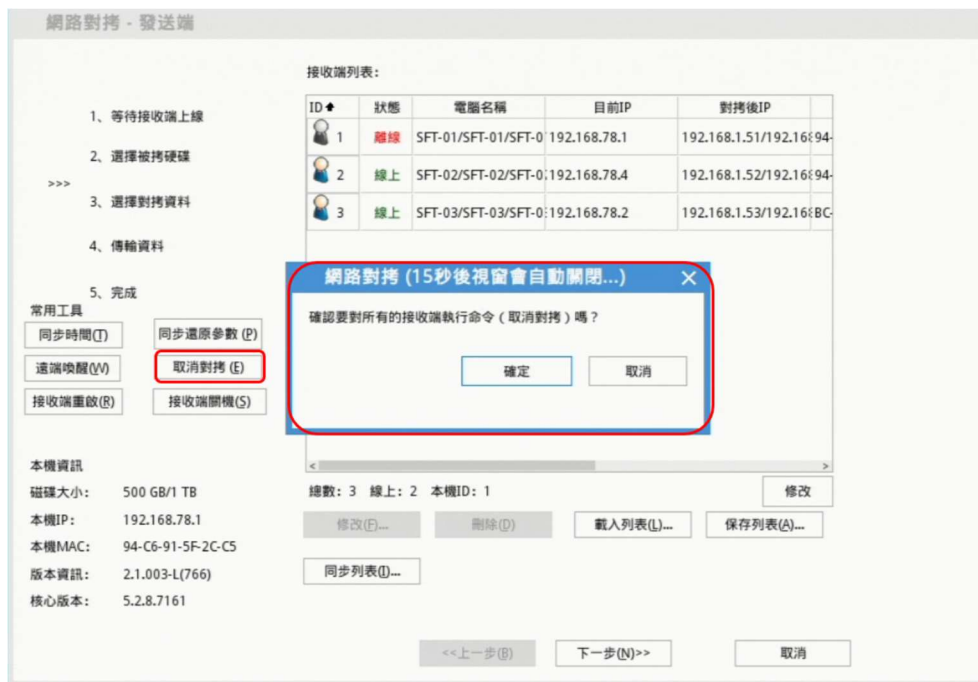 網路對拷 - 發送端
接收端列表：
1、等待接收端上線
2、選擇被拷硬碟
>>>
3、選擇對拷資料
4、傳輸資料
5、完成
ID 狀態 電腦名稱 目前IP 對拷後IP
1 離線 SFT-01/SFT-01/SFT-0 192.168.78.1 192.168.1.51/192.168 94-
2 線上 SFT-02/SFT-02/SFT-0 192.168.78.4 192.168.1.52/192.168 94-
3 線上 SFT-03/SFT-03/SFT-0 192.168.78.2 192.168.1.53/192.168 BC-
網路對拷 (15秒後視窗會自動關閉...)
確認要對所有的接收端執行命令（取消對拷）嗎？
確定 取消
常用工具
同步時間(T) 同步還原參數 (P)
遠端喚醒(W) 取消對拷 (E)
接收端重啟(R) 接收端關機(S)
本機資訊
磁碟大小： 500 GB/1 TB
本機IP： 192.168.78.1
本機MAC： 94-C6-91-5F-2C-C5
版本資訊： 2.1.003-L(766)
核心版本： 5.2.8.7161
總數：3 線上：2 本機ID：1 修改
修改(F)... 刪除(D) 載入列表(L)... 保存列表(A)...
同步列表(I)...
<<上一步(B) 下一步(N)>> 取消